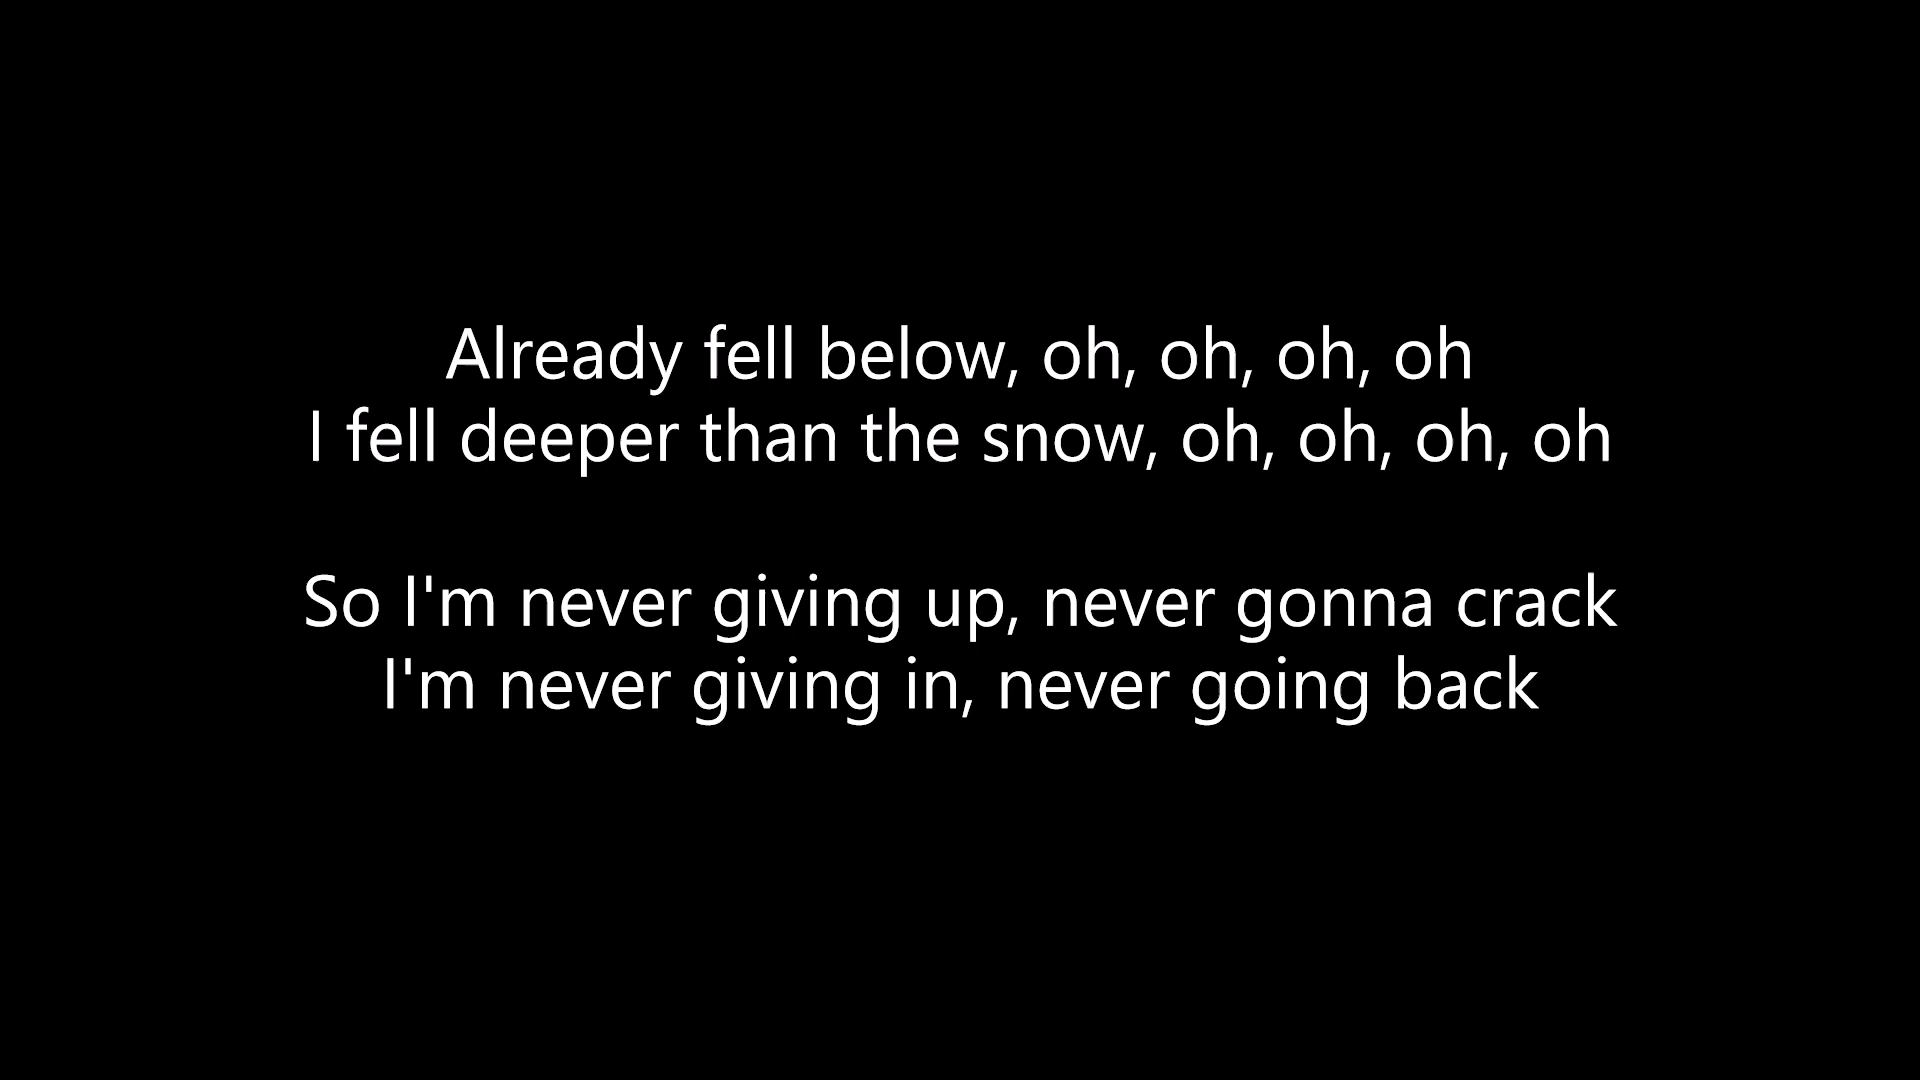 Already fell below, oh, oh, oh, oh
I fell deeper than the snow, oh, oh, oh, oh
So I'm never giving up, never gonna crack
I'm never giving in, never going back